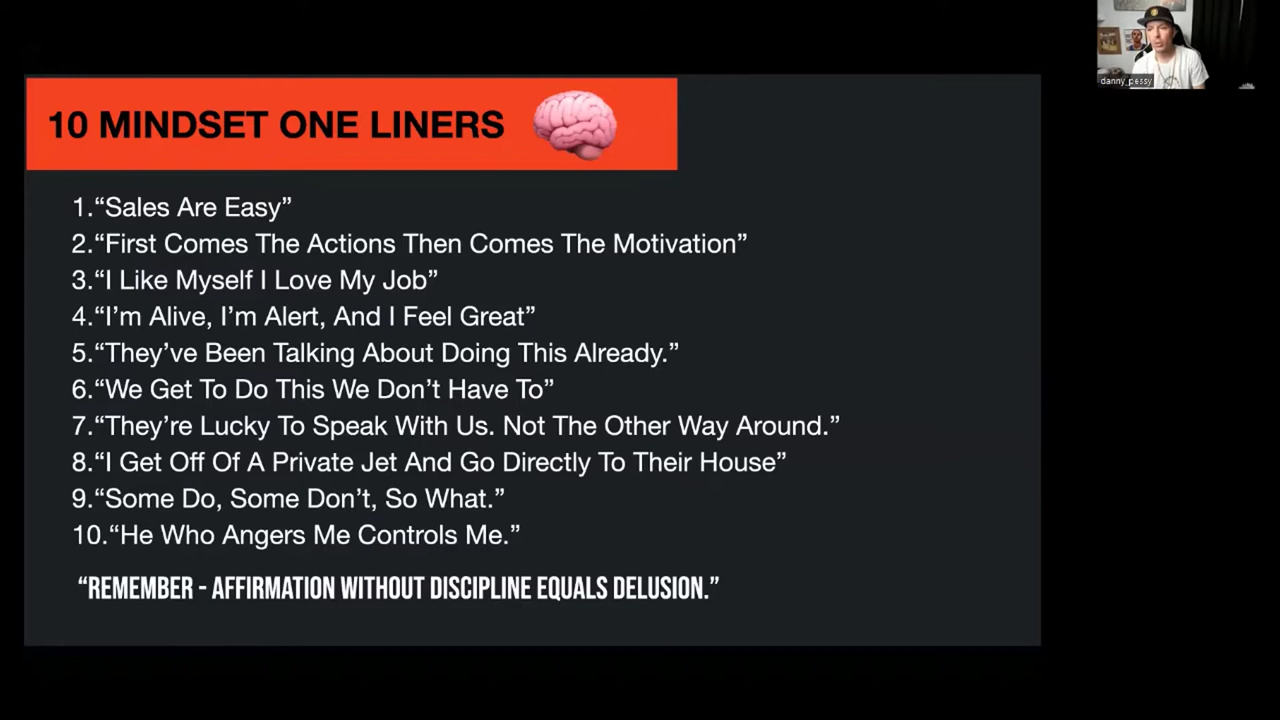 10 MINDSET ONE LINERS
1.“Sales Are Easy”
2.“First Comes The Actions Then Comes The Motivation”
3.“I Like Myself I Love My Job”
4.“I’m Alive, I’m Alert, And I Feel Great”
5.“They’ve Been Talking About Doing This Already.”
6.“We Get To Do This We Don’t Have To”
7.“They’re Lucky To Speak With Us. Not The Other Way Around.”
8.“I Get Off Of A Private Jet And Go Directly To Their House”
9.“Some Do, Some Don’t, So What.”
10.“He Who Angers Me Controls Me.”
“REMEMBER - AFFIRMATION WITHOUT DISCIPLINE EQUALS DELUSION.”
danny_pessy